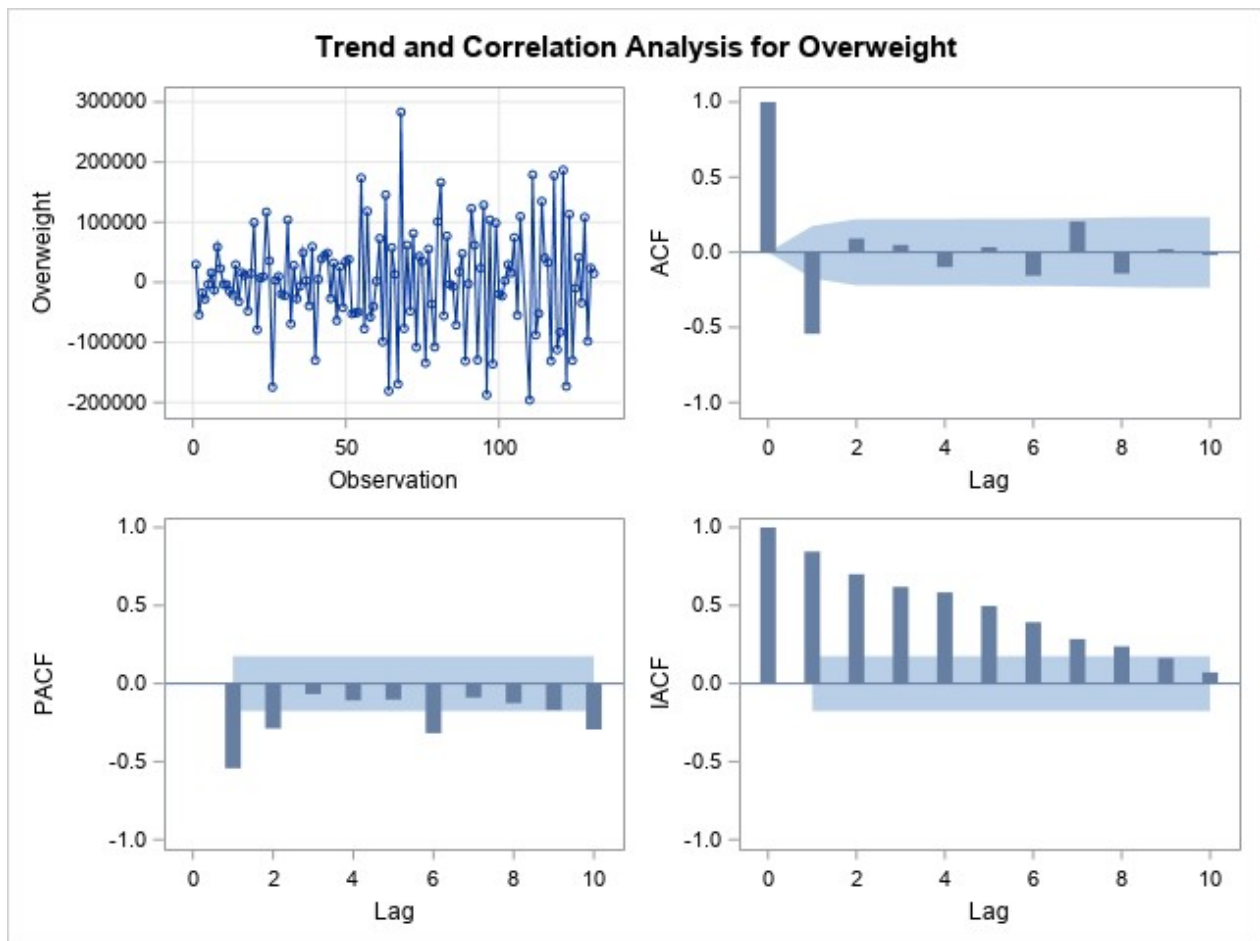 Trend and Correlation Analysis for Overweight
300000
200000
100000
0
-100000
-200000
Overweight
0 50 100
Observation
1.0
0.5
0.0
-0.5
-1.0
ACF
0 2 4 6 8 10
Lag
1.0
0.5
0.0
-0.5
-1.0
PACF
0 2 4 6 8 10
Lag
1.0
0.5
0.0
-0.5
-1.0
IACF
0 2 4 6 8 10
Lag